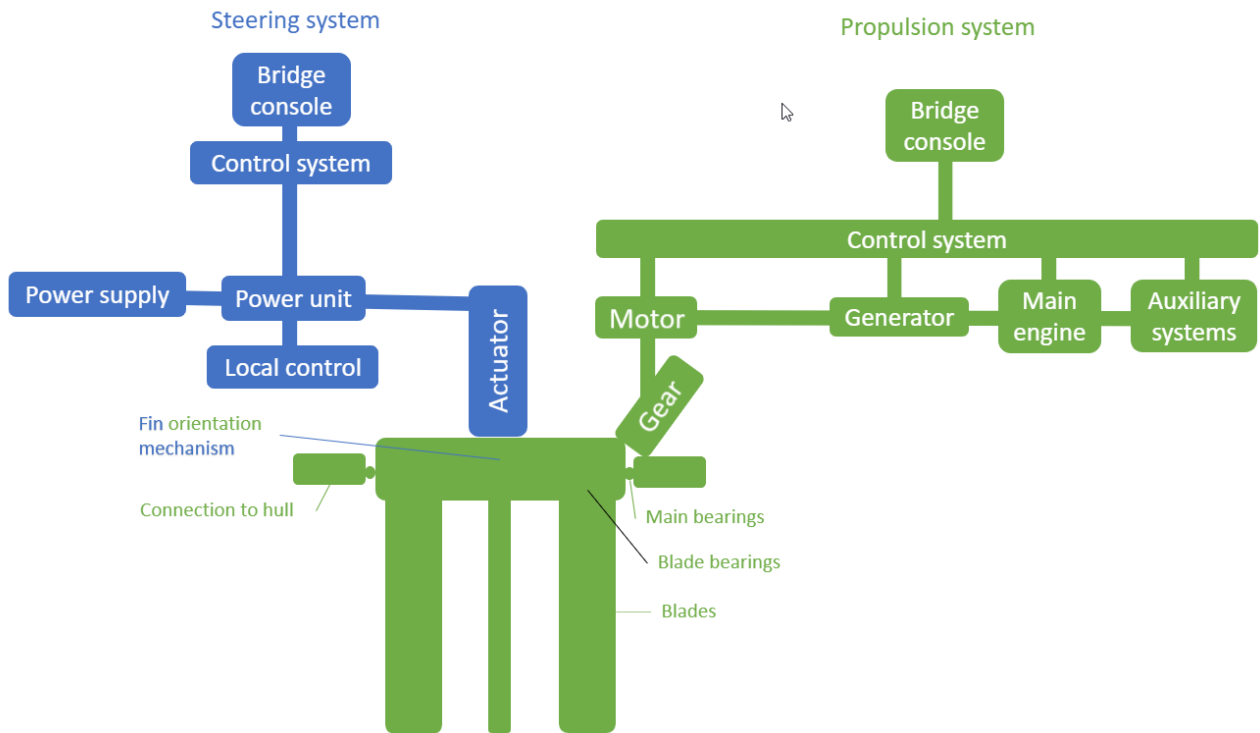 Steering system
Propulsion system
Bridge
console
Control system
Power supply
Power unit
Local control
Actuator
Bridge
console
Control system
Motor
Generator
Main
engine
Auxiliary
systems
Gear
Fin orientation
mechanism
Connection to hull
Main bearings
Blade bearings
Blades